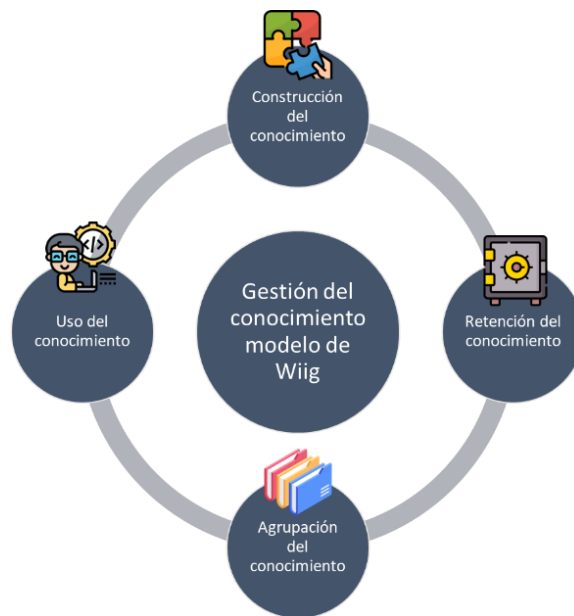 Construcción
del
conocimiento
</>
Uso del
conocimiento
Gestión del
conocimiento
modelo de
Wiig
Retención del
conocimiento
Agrupación
del
conocimiento